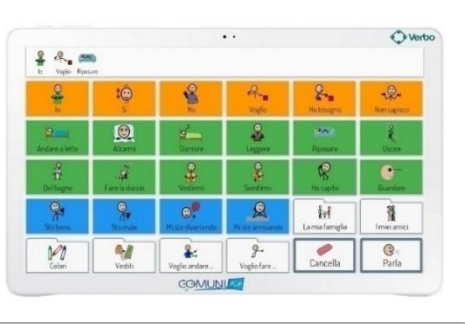 Verbo
Io Voglio Riposare
Io Sì No Voglio Ho bisogno Non capisco
Andare a letto Alzarmi Dormire Leggere Riposare Uscire
Del bagno Fare la doccia Vestirmi Svestirmi Ho capito Guardare
Sto bene Sto male Mi sto divertendo Mi sto annoiando La mia famiglia I miei amici
Colori Vestiti Voglio andare ... Voglio fare ... Cancella Parla